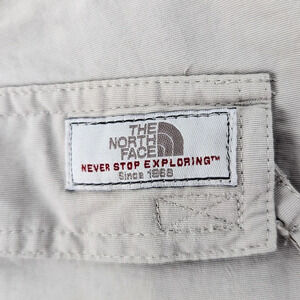 THE
NORTH
FACE
NEVER STOP EXPLORING™
Since 1968